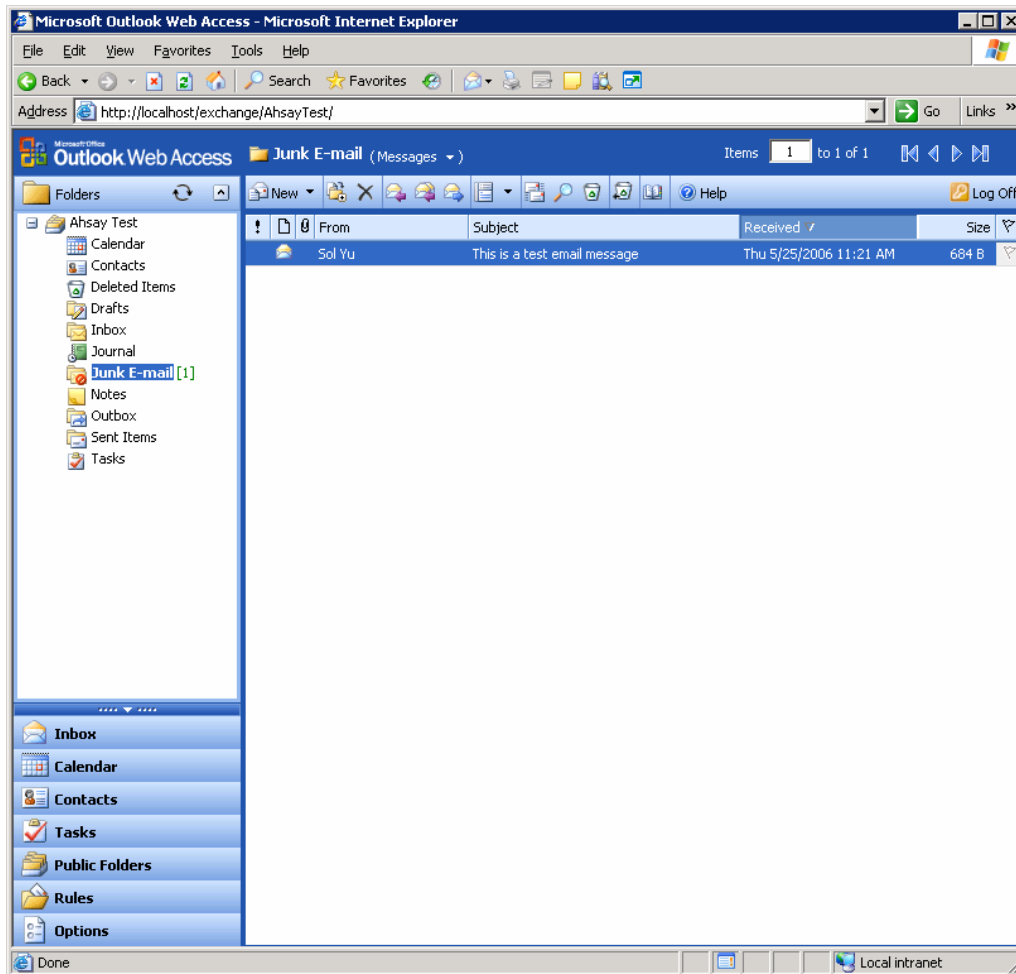 Microsoft Outlook Web Access - Microsoft Internet Explorer
File Edit View Favorites Tools Help
Back Search Favorites
Address http://localhost/exchange/AhsayTest/ Go Links »
Microsoft Office
Outlook Web Access
Junk E-mail (Messages ) Items 1 to 1 of 1
Folders
New Help Log Off
Ahsay Test
Calendar
Contacts
Deleted Items
Drafts
Inbox
Journal
Junk E-mail [1]
Notes
Outbox
Sent Items
Tasks
! From Subject Received Size
Sol Yu This is a test email message Thu 5/25/2006 11:21 AM 684 B
Inbox
Calendar
Contacts
Tasks
Public Folders
Rules
Options
Done Local intranet